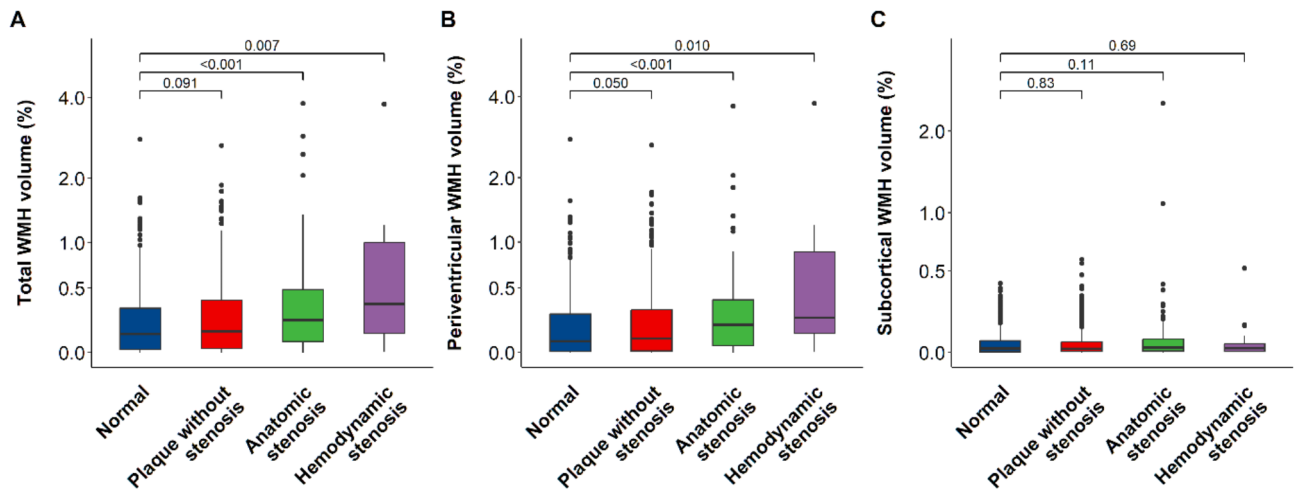 A
Total WMH volume (%)
4.0
2.0
1.0
0.5
0.0
0.007
<0.001
0.091
Normal
Plaque without
stenosis
Anatomic
stenosis
Hemodynamic
stenosis
B
Periventricular WMH volume (%)
4.0
2.0
1.0
0.5
0.0
0.010
<0.001
0.050
Normal
Plaque without
stenosis
Anatomic
stenosis
Hemodynamic
stenosis
C
Subcortical WMH volume (%)
2.0
1.0
0.5
0.0
0.69
0.11
0.83
Normal
Plaque without
stenosis
Anatomic
stenosis
Hemodynamic
stenosis